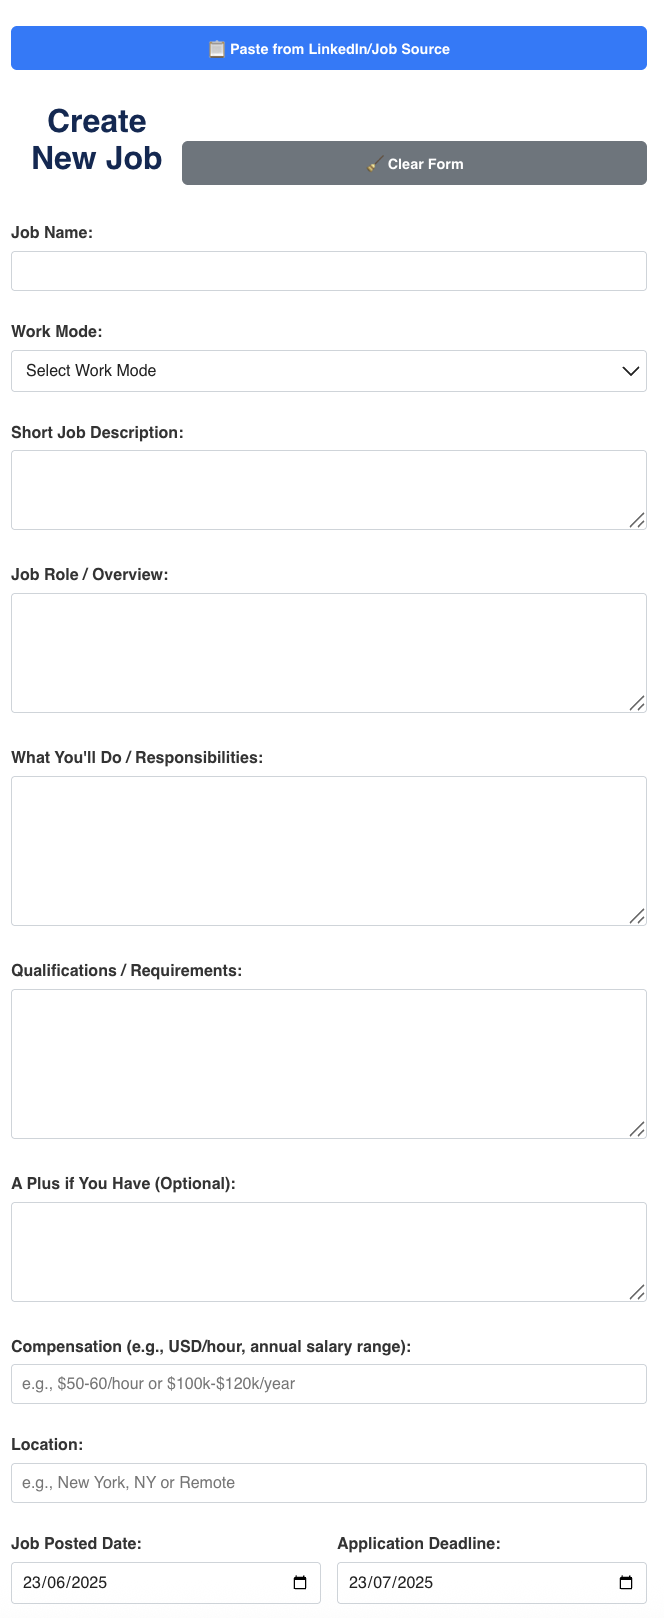 Paste from LinkedIn/Job Source
Create
New Job
Clear Form
Job Name:
Work Mode:
Select Work Mode
Short Job Description:
Job Role / Overview:
What You'll Do / Responsibilities:
Qualifications / Requirements:
A Plus if You Have (Optional):
Compensation (e.g., USD/hour, annual salary range):
e.g., $50-60/hour or $100k-$120k/year
Location:
e.g., New York, NY or Remote
Job Posted Date:
Application Deadline:
23/06/2025
23/07/2025